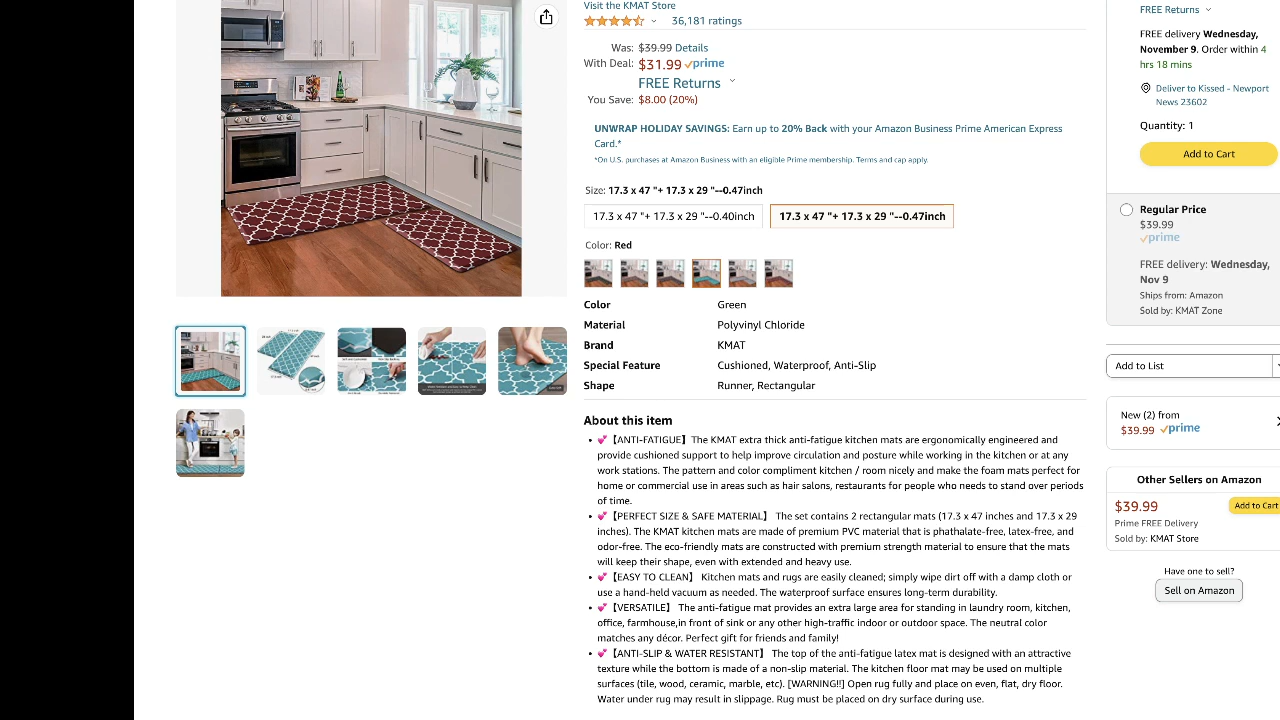 Visit the KMAT Store
36,181 ratings
Was: $39.99 Details
With Deal: $31.99 prime
FREE Returns
You Save: $8.00 (20%)
UNWRAP HOLIDAY SAVINGS: Earn up to 20% Back with your Amazon Business Prime American Express
Card.*
*On U.S. purchases at Amazon Business with an eligible Prime membership. Terms and cap apply.
Size: 17.3 x 47 "+ 17.3 x 29 "--0.47inch
17.3 x 47 "+ 17.3 x 29 "--0.40inch
17.3 x 47 "+ 17.3 x 29 "--0.47inch
Color: Red
Color Green
Material Polyvinyl Chloride
Brand KMAT
Special Feature Cushioned, Waterproof, Anti-Slip
Shape Runner, Rectangular
About this item
• 💕【ANTI-FATIGUE】The KMAT extra thick anti-fatigue kitchen mats are ergonomically engineered and
provide cushioned support to help improve circulation and posture while working in the kitchen or at any
work stations. The pattern and color compliment kitchen / room nicely and make the foam mats perfect for
home or commercial use in areas such as hair salons, restaurants for people who needs to stand over periods
of time.
• 💕【PERFECT SIZE & SAFE MATERIAL】 The set contains 2 rectangular mats (17.3 x 47 inches and 17.3 x 29
inches). The KMAT kitchen mats are made of premium PVC material that is phathalate-free, latex-free, and
odor-free. The eco-friendly mats are constructed with premium strength material to ensure that the mats
will keep their shape, even with extended and heavy use.
• 💕【EASY TO CLEAN】 Kitchen mats and rugs are easily cleaned; simply wipe dirt off with a damp cloth or
use a hand-held vacuum as needed. The waterproof surface ensures long-term durability.
• 💕【VERSATILE】 The anti-fatigue mat provides an extra large area for standing in laundry room, kitchen,
office, farmhouse,in front of sink or any other high-traffic indoor or outdoor space. The neutral color
matches any décor. Perfect gift for friends and family!
• 💕【ANTI-SLIP & WATER RESISTANT】 The top of the anti-fatigue latex mat is designed with an attractive
texture while the bottom is made of a non-slip material. The kitchen floor mat may be used on multiple
surfaces (tile, wood, ceramic, marble, etc). [WARNING!!] Open rug fully and place on even, flat, dry floor.
Water under rug may result in slippage. Rug must be placed on dry surface during use.
FREE Returns
FREE delivery Wednesday,
November 9. Order within 4
hrs 18 mins
Deliver to Kissed - Newport
News 23602
Quantity: 1
Add to Cart
Regular Price
$39.99
prime
FREE delivery: Wednesday,
Nov 9
Ships from: Amazon
Sold by: KMAT Zone
Add to List
New (2) from
$39.99 prime
Other Sellers on Amazon
$39.99 Add to Cart
Prime FREE Delivery
Sold by: KMAT Store
Have one to sell?
Sell on Amazon